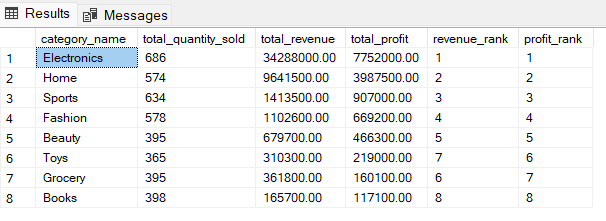 Results Messages
category_name total_quantity_sold total_revenue total_profit revenue_rank profit_rank
1 Electronics 686 34288000.00 7752000.00 1 1
2 Home 574 9641500.00 3987500.00 2 2
3 Sports 634 1413500.00 907000.00 3 3
4 Fashion 578 1102600.00 669200.00 4 4
5 Beauty 395 679700.00 466300.00 5 5
6 Toys 365 310300.00 219000.00 7 6
7 Grocery 395 361800.00 160100.00 6 7
8 Books 398 165700.00 117100.00 8 8